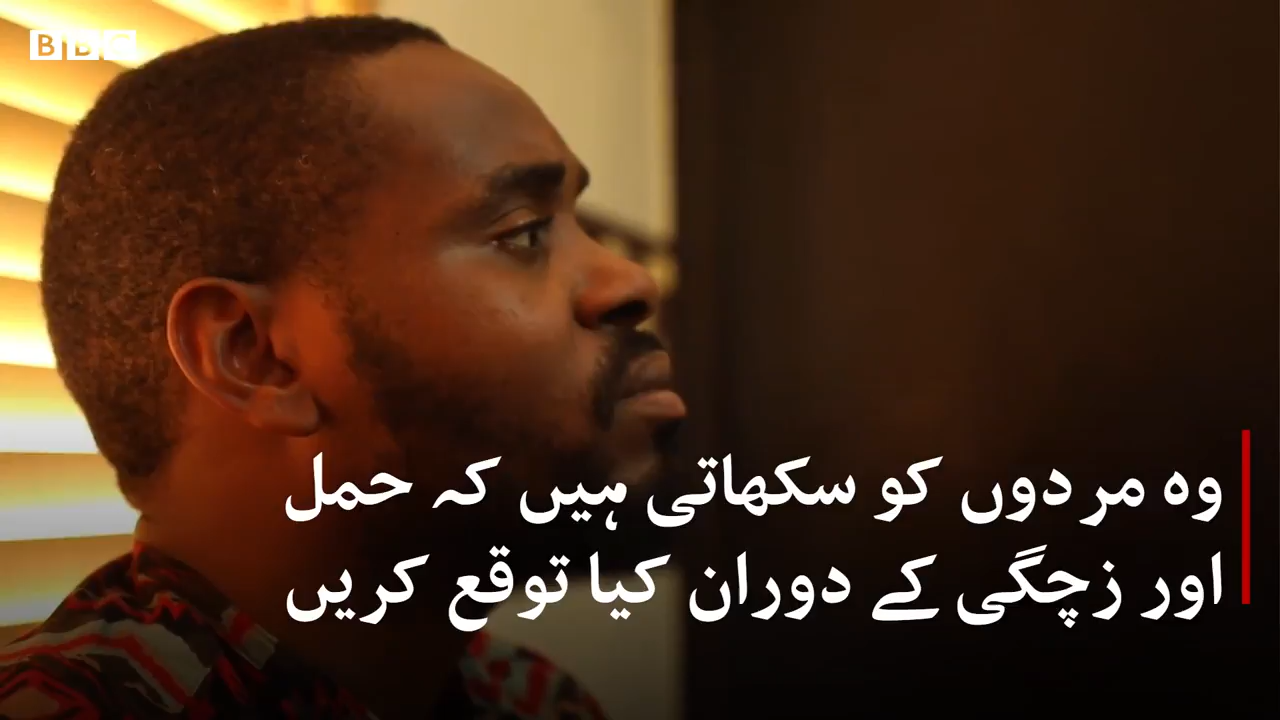 BBC
وہ مردوں کو سکھاتی ہیں کہ حمل
اور زچگی کے دوران کیا توقع کریں